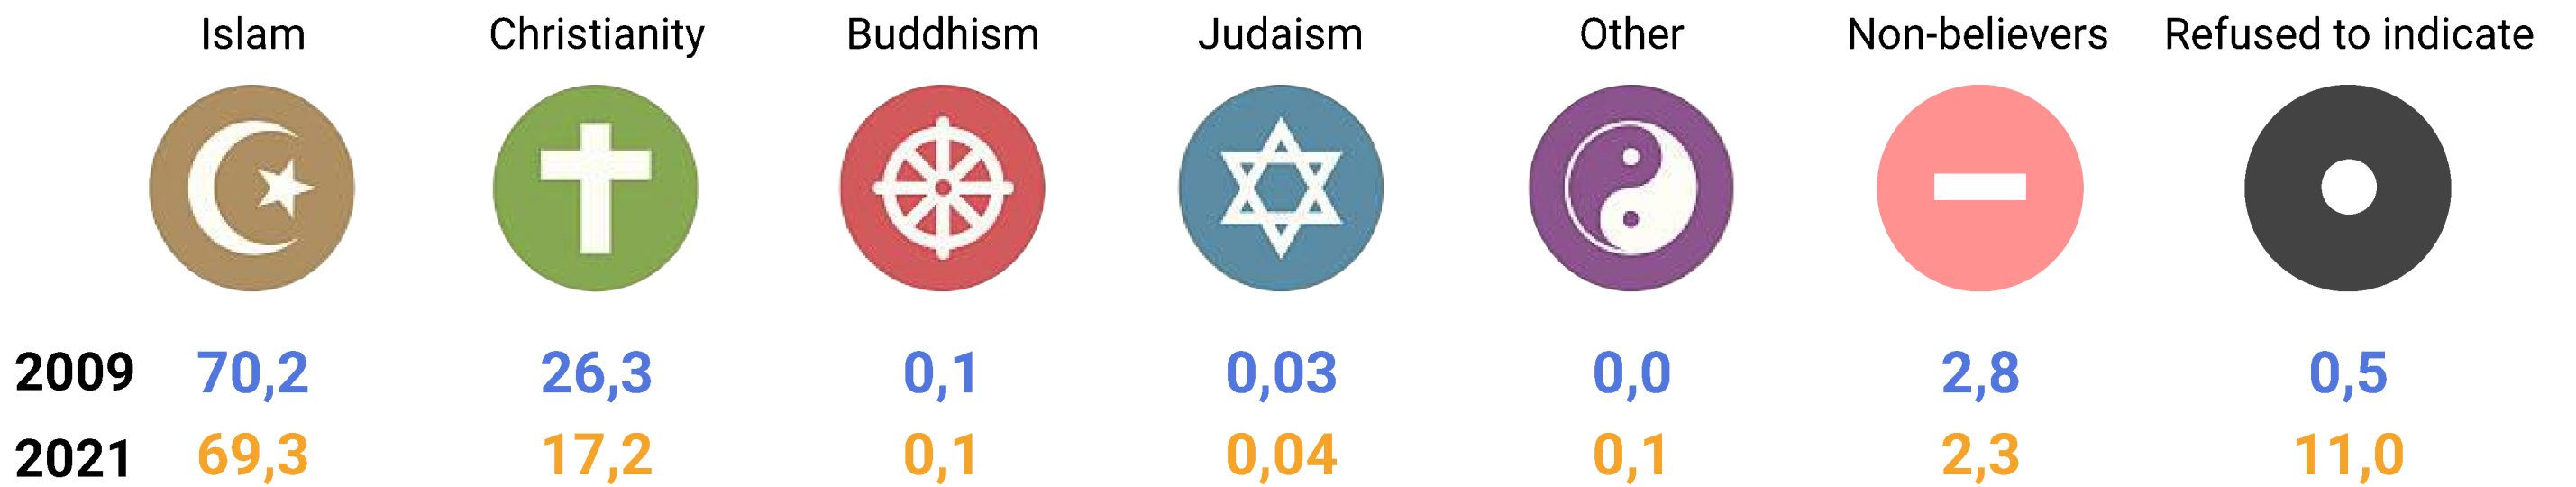 Islam Christianity Buddhism Judaism Other Non-believers Refused to indicate
2009 70,2 26,3 0,1 0,03 0,0 2,8 0,5
2021 69,3 17,2 0,1 0,04 0,1 2,3 11,0